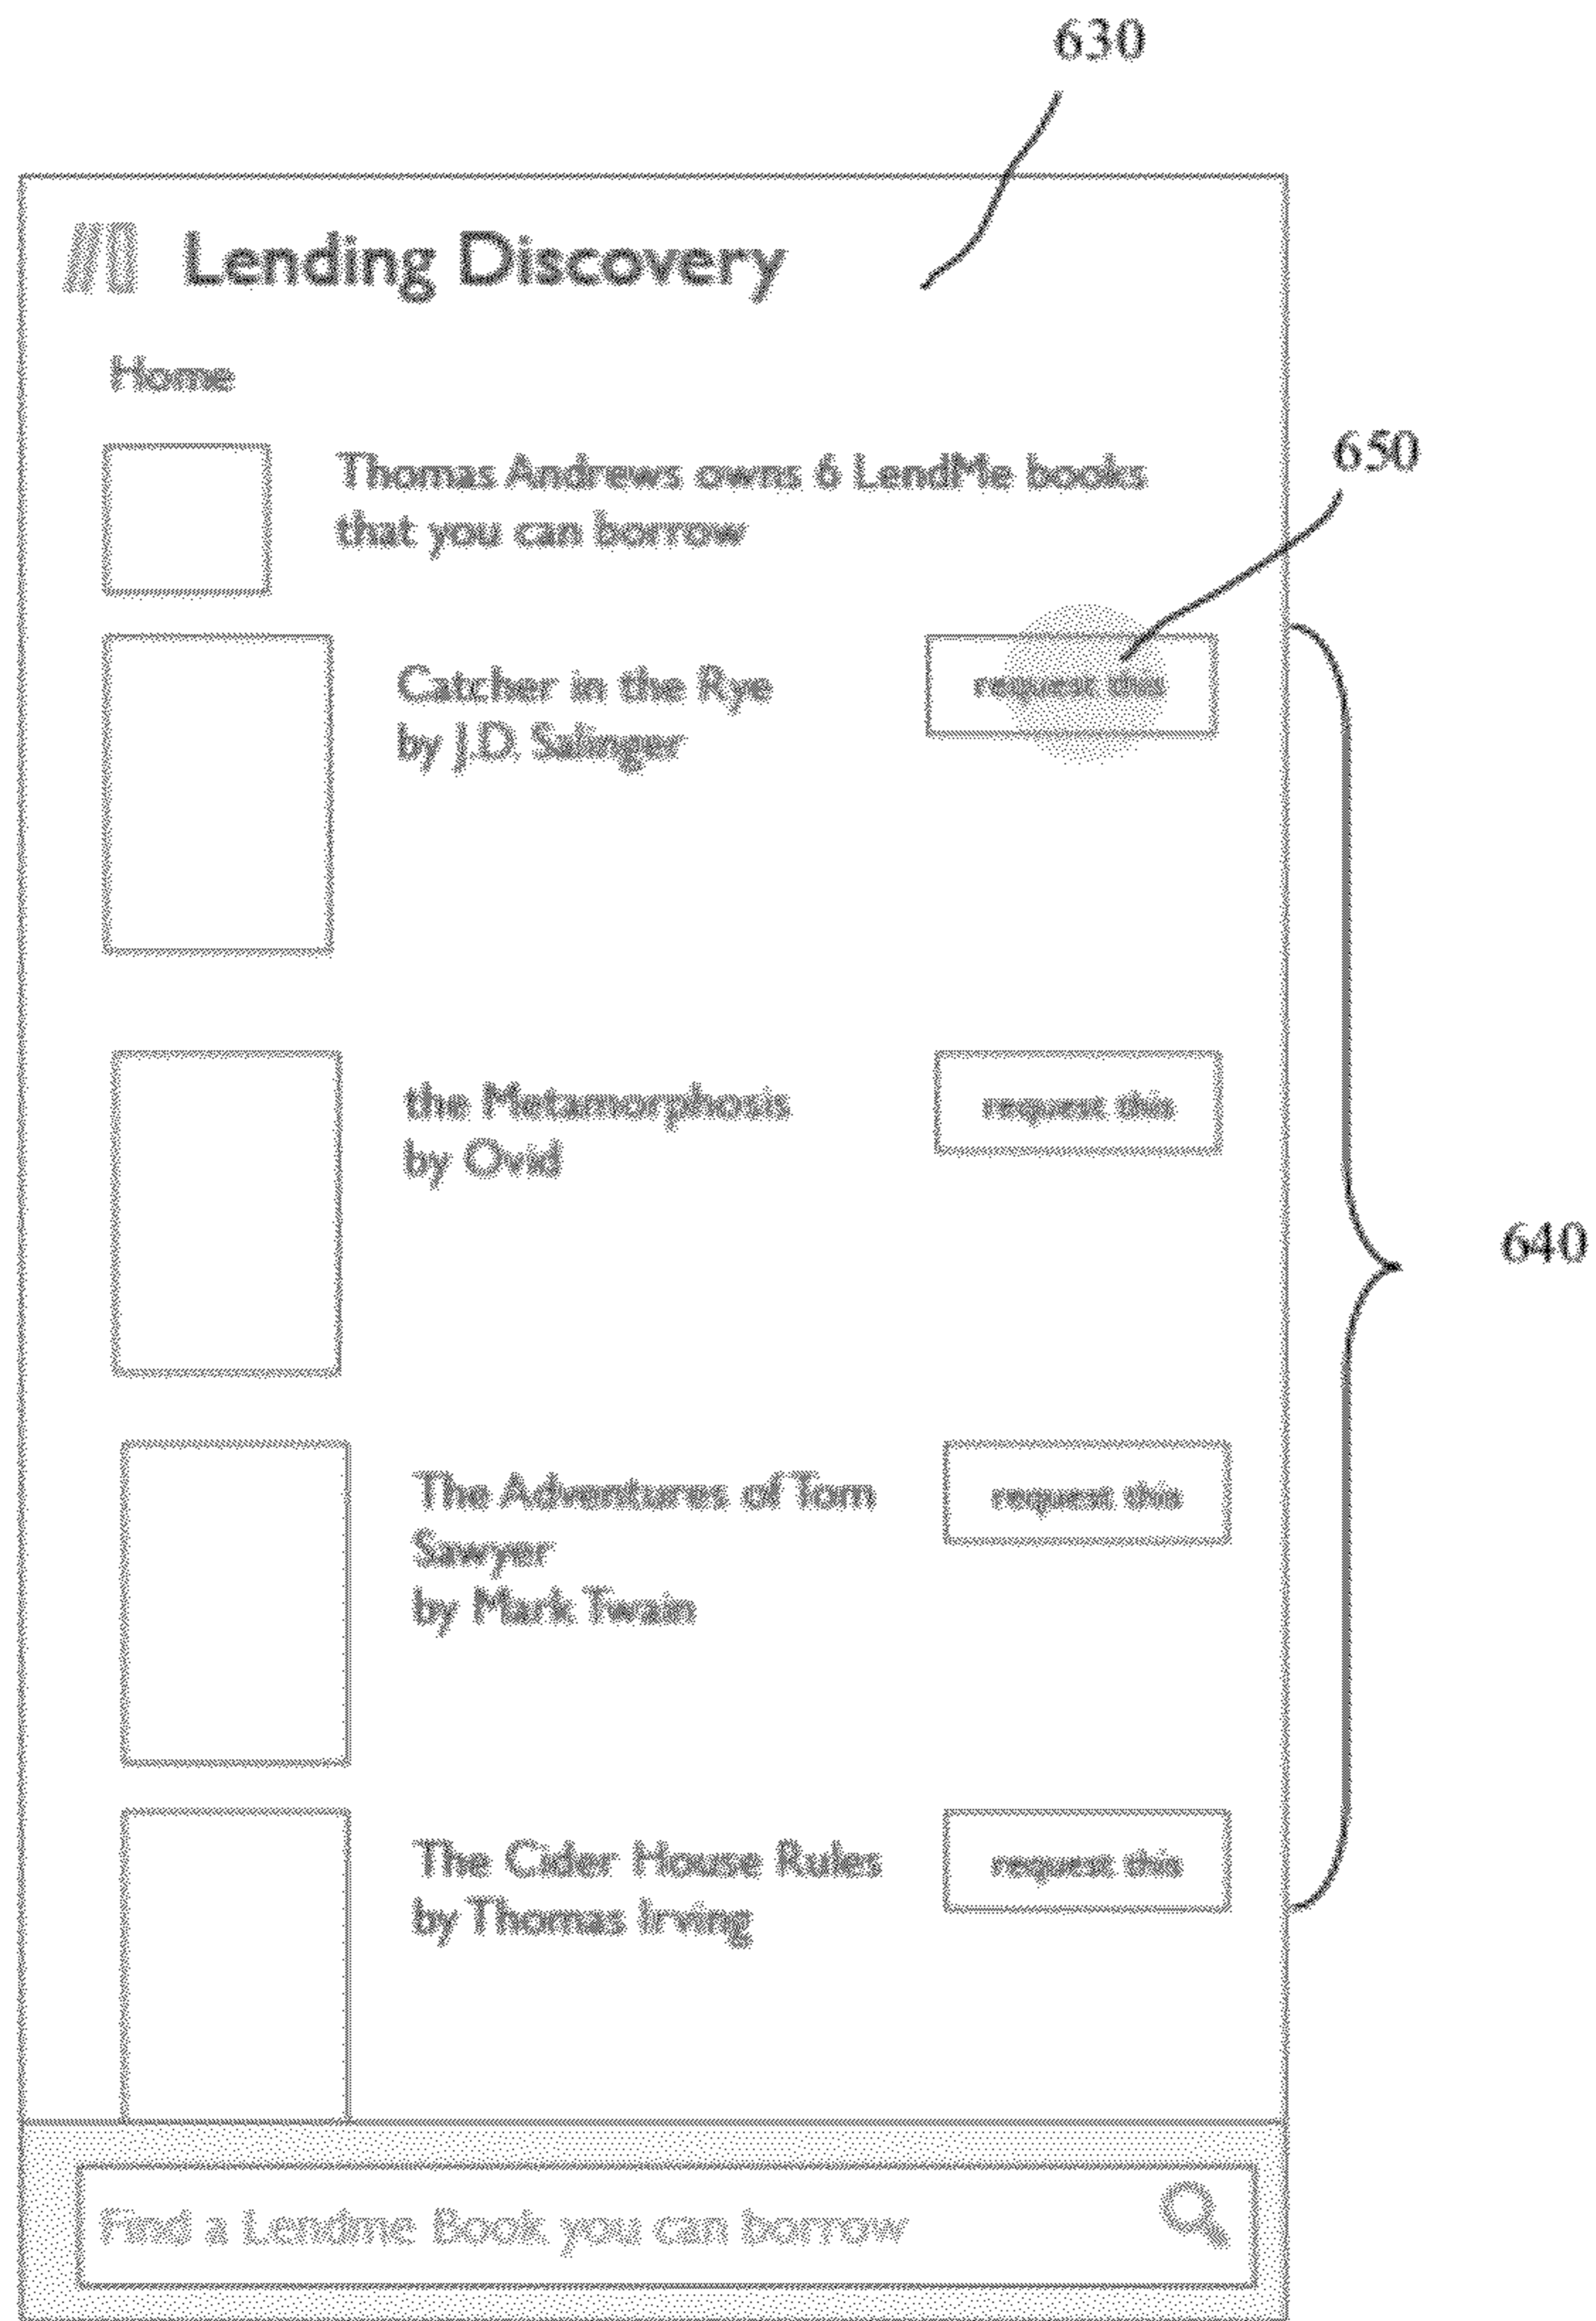 630
Lending Discovery
Home
650
Thomas Andrews owns 6 LendMe books
that you can borrow
Catcher in the Rye
by J.D. Salinger
request this
the Metamorphosis
by Ovid
request this
640
The Adventures of Tom
Sawyer
by Mark Twain
request this
The Cider House Rules
by Thomas Irving
request this
Find a Lendme Book you can borrow